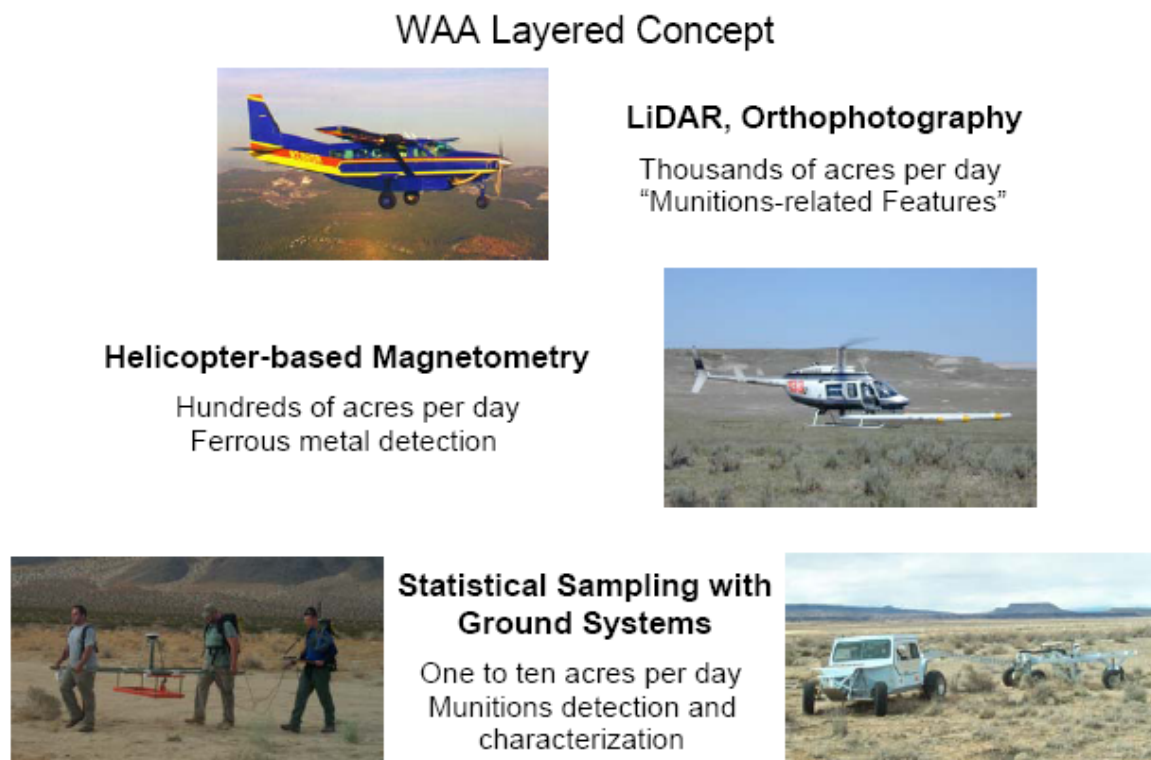 WAA Layered Concept
LiDAR, Orthophotography
Thousands of acres per day
“Munitions-related Features”
Helicopter-based Magnetometry
Hundreds of acres per day
Ferrous metal detection
Statistical Sampling with
Ground Systems
One to ten acres per day
Munitions detection and
characterization